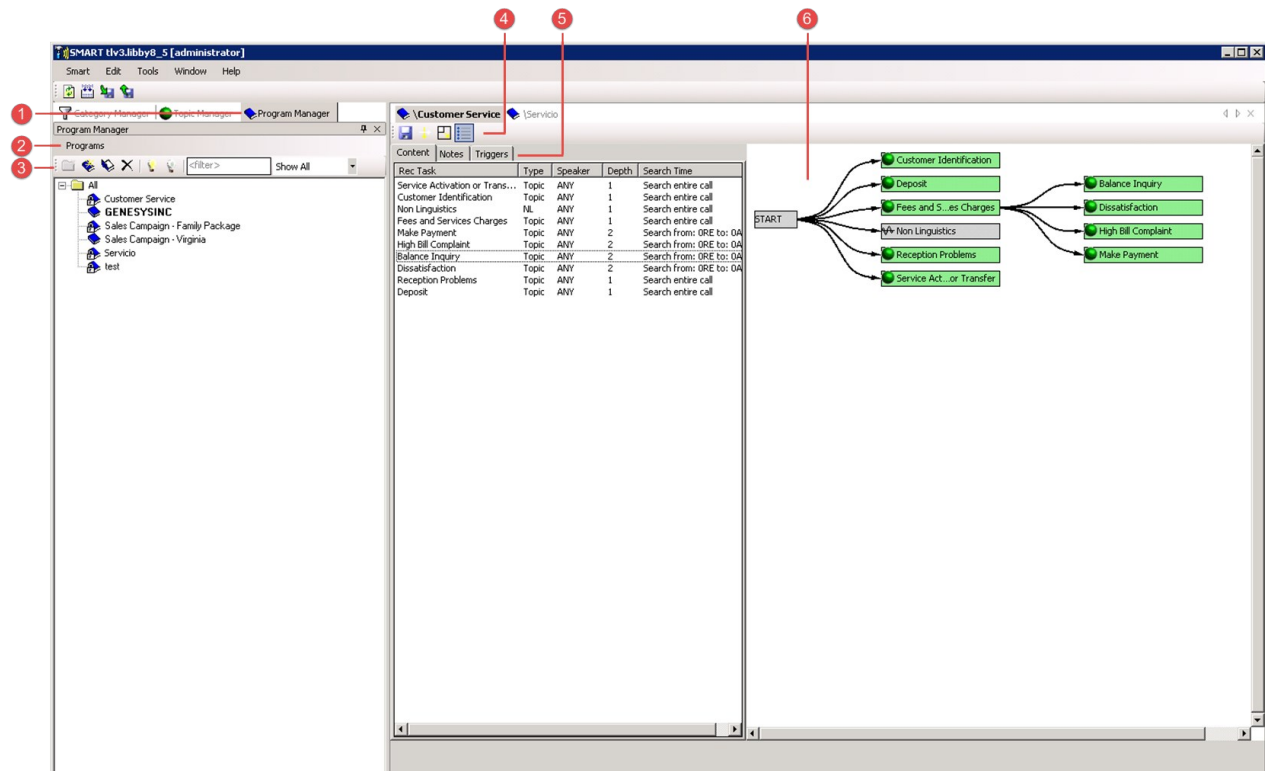 4 5 6
SMART tlv3.libby8_5 [administrator]
Smart Edit Tools Window Help
1 Category Manager Topic Manager Program Manager
\Customer Service \Servicio
Program Manager
2 Programs
3 <filter> Show All
All
Customer Service
GENESYSINC
Sales Campaign - Family Package
Sales Campaign - Virginia
Servicio
test
Content Notes Triggers
Rec Task Type Speaker Depth Search Time
Service Activation or Trans... Topic ANY 1 Search entire call
Customer Identification Topic ANY 1 Search entire call
Non Linguistics NL ANY 1 Search entire call
Fees and Services Charges Topic ANY 1 Search entire call
Make Payment Topic ANY 2 Search from: 0RE to: 0A
High Bill Complaint Topic ANY 2 Search from: 0RE to: 0A
Balance Inquiry Topic ANY 2 Search from: 0RE to: 0A
Dissatisfaction Topic ANY 2 Search from: 0RE to: 0A
Reception Problems Topic ANY 1 Search entire call
Deposit Topic ANY 1 Search entire call
START
Customer Identification
Deposit
Fees and S...es Charges
Non Linguistics
Reception Problems
Service Act...or Transfer
Balance Inquiry
Dissatisfaction
High Bill Complaint
Make Payment